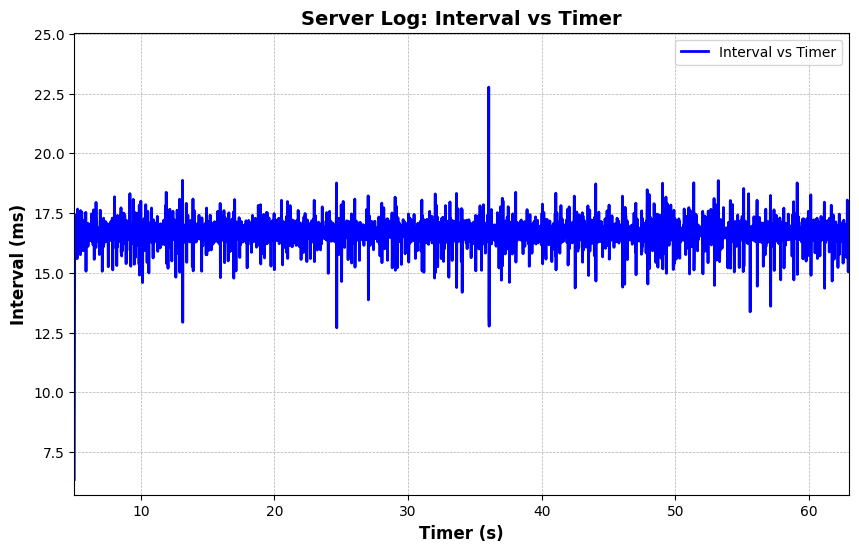 Server Log: Interval vs Timer
Interval vs Timer
25.0
22.5
20.0
17.5
15.0
12.5
10.0
7.5
Interval (ms)
10 20 30 40 50 60
Timer (s)